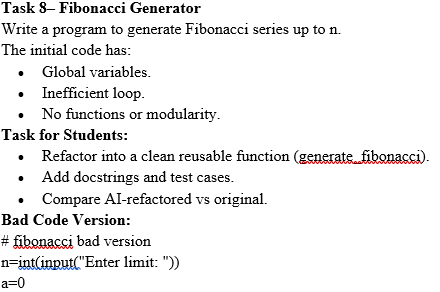 Task 8– Fibonacci Generator
Write a program to generate Fibonacci series up to n.
The initial code has:
• Global variables.
• Inefficient loop.
• No functions or modularity.
Task for Students:
• Refactor into a clean reusable function (generate_fibonacci).
• Add docstrings and test cases.
• Compare AI-refactored vs original.
Bad Code Version:
# fibonacci bad version
n=int(input("Enter limit: "))
a=0